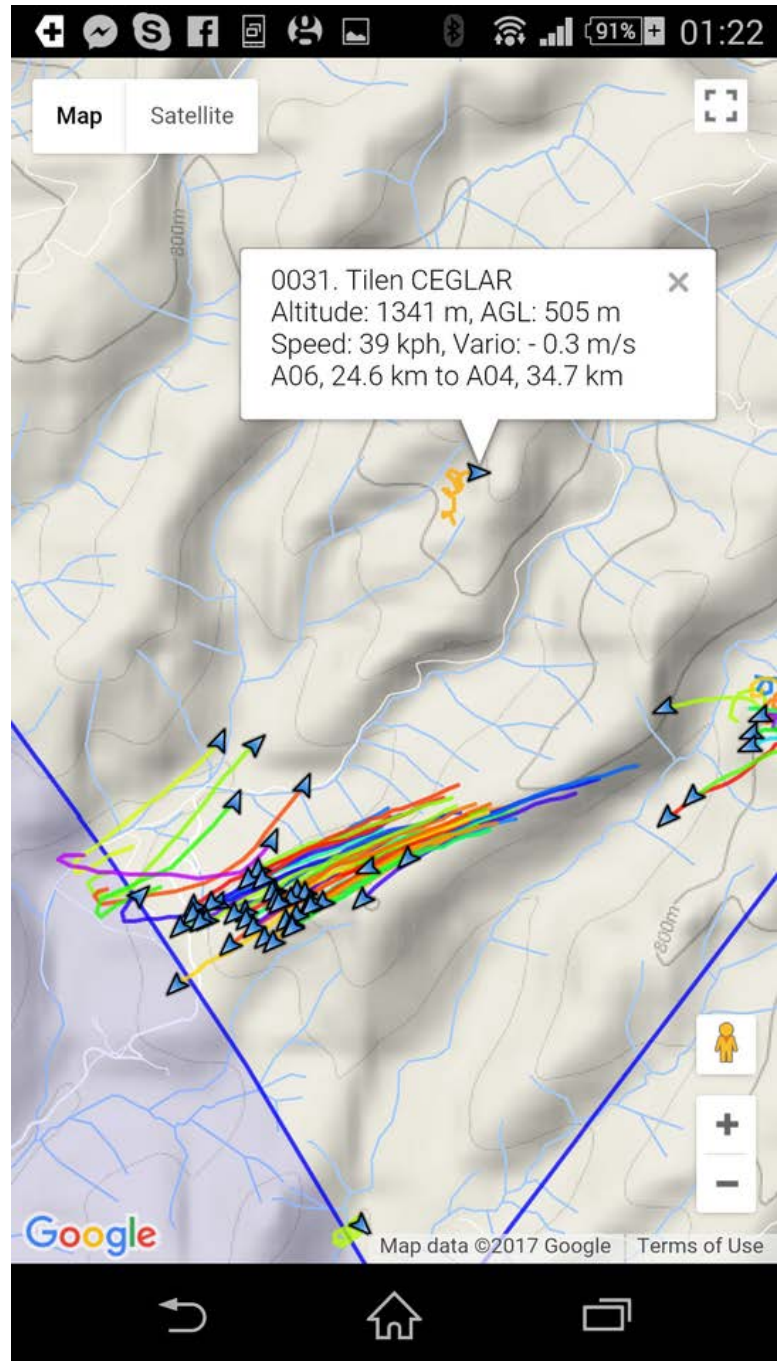 91%
01:22
Map
Satellite
800m
0031. Tilen CEGLAR
Altitude: 1341 m, AGL: 505 m
Speed: 39 kph, Vario: - 0.3 m/s
A06, 24.6 km to A04, 34.7 km
800m
Google
Map data ©2017 Google
Terms of Use